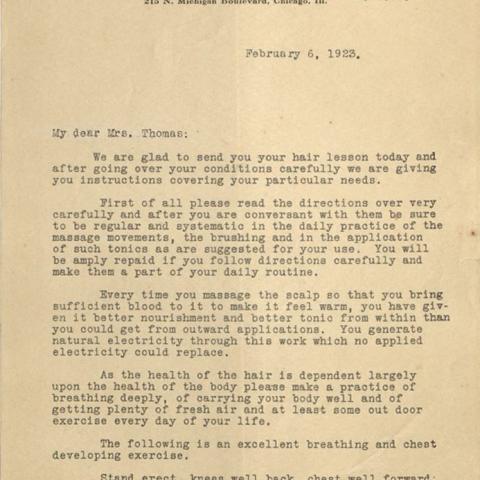 215 N. Michigan Boulevard, Chicago, Ill.
February 6, 1923.
My dear Mrs. Thomas:
We are glad to send you your hair lesson today and
after going over your conditions carefully we are giving
you instructions covering your particular needs.
First of all please read the directions over very
carefully and after you are conversant with them be sure
to be regular and systematic in the daily practice of the
massage movements, the brushing and in the application
of such tonics as are suggested for your use. You will
be amply repaid if you follow directions carefully and
make them a part of your daily routine.
Every time you massage the scalp so that you bring
sufficient blood to it to make it feel warm, you have giv-
en it better nourishment and better tonic from within than
you could get from outward applications. You generate
natural electricity through this work which no applied
electricity could replace.
As the health of the hair is dependent largely
upon the health of the body please make a practice of
breathing deeply, of carrying your body well and of
getting plenty of fresh air and at least some out door
exercise every day of your life.
The following is an excellent breathing and chest
developing exercise.
Stand erect, knees well back, chest well forward;